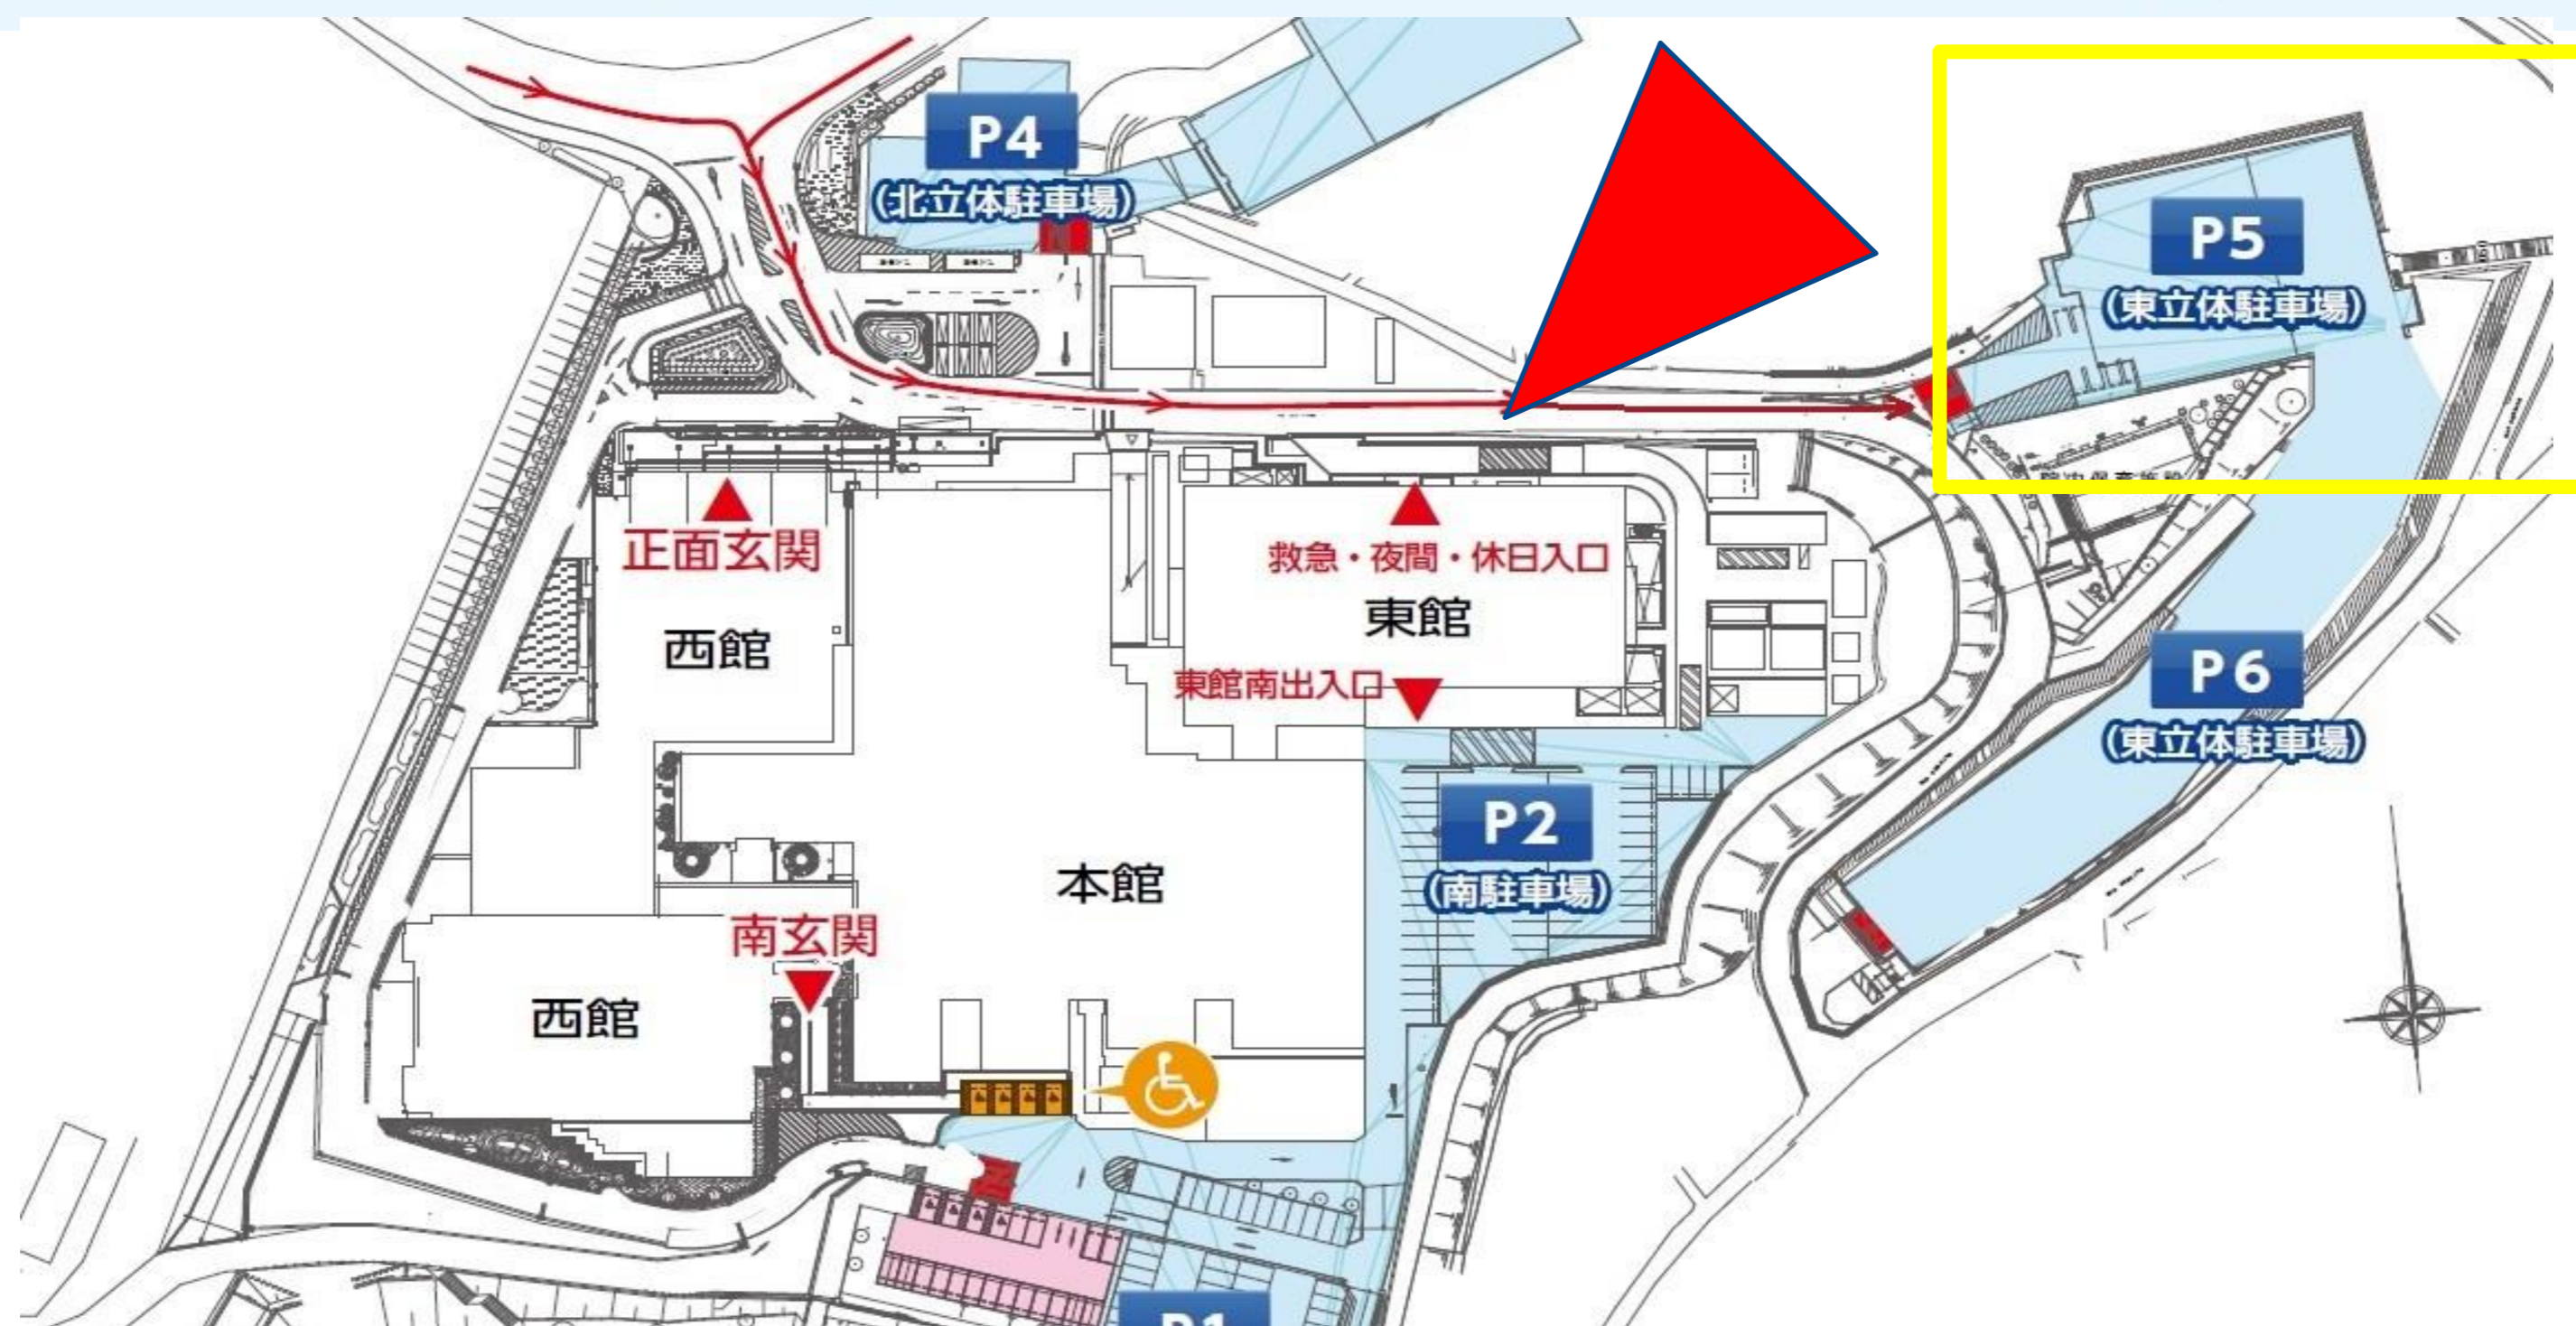 P4
(北立体駐車場)
P5
(東立体駐車場)
正面玄関
救急・夜間・休日入口
東館
西館
東館南出入口
P6
(東立体駐車場)
P2
(南駐車場)
本館
南玄関
西館
P1